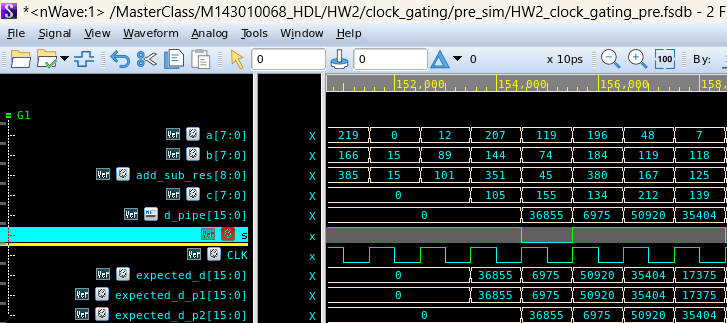 S *<nWave:1> /MasterClass/M143010068_HDL/HW2/clock_gating/pre_sim/HW2_clock_gating_pre.fsdb - 2 F
File Signal View Waveform Analog Tools Window Help
0 0 0 x 10ps 100 By:
152,000 154,000 156,000 158,
G1
a[7:0] X 219 0 12 207 119 196 48 7
b[7:0] X 166 15 89 144 74 184 119 118
add_sub_res[8:0] X 385 15 101 351 45 380 167 125
c[7:0] X 0 105 155 134 212 139
d_pipe[15:0] X 0 36855 6975 50920 35404
s x
CLK X
expected_d[15:0] X 0 36855 6975 50920 35404 17375
expected_d_p1[15:0] X 0 36855 6975 50920 35404 17375
expected_d_p2[15:0] X 0 36855 6975 50920 35404